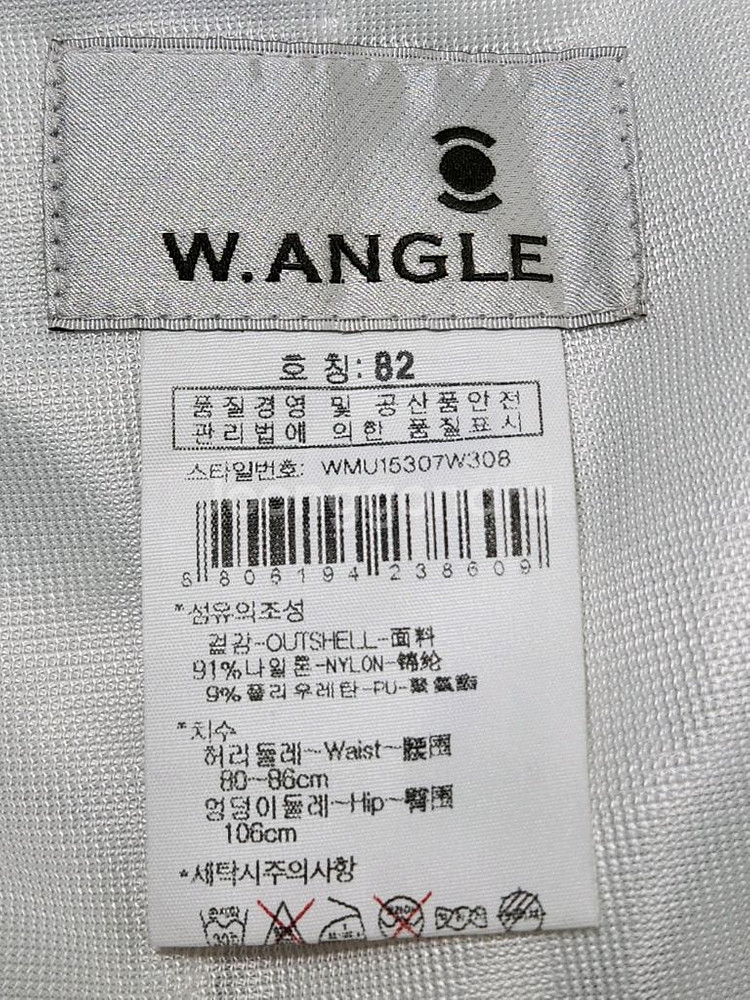 W.ANGLE
호 칭: 82
품질경영 및 공산품안전
관리법에 의한 품질표시
스타일번호: WMU15307W308
8 806194 238609
*섬유의조성
겉감-OUTSHELL-面料
91%나일론-NYLON-锦纶
9%폴리우레탄-PU-聚氨酯
*치수
허리둘레-Waist-腰围
80-86cm
엉덩이둘레-Hip-臀围
106cm
*세탁시주의사항